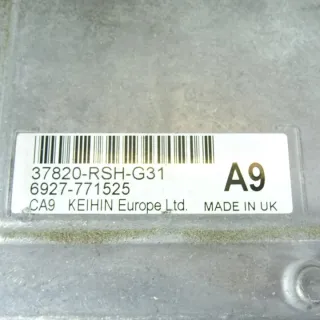 37820-RSH-G31
6927-771525
A9
CA9 KEIHIN Europe Ltd. MADE IN UK